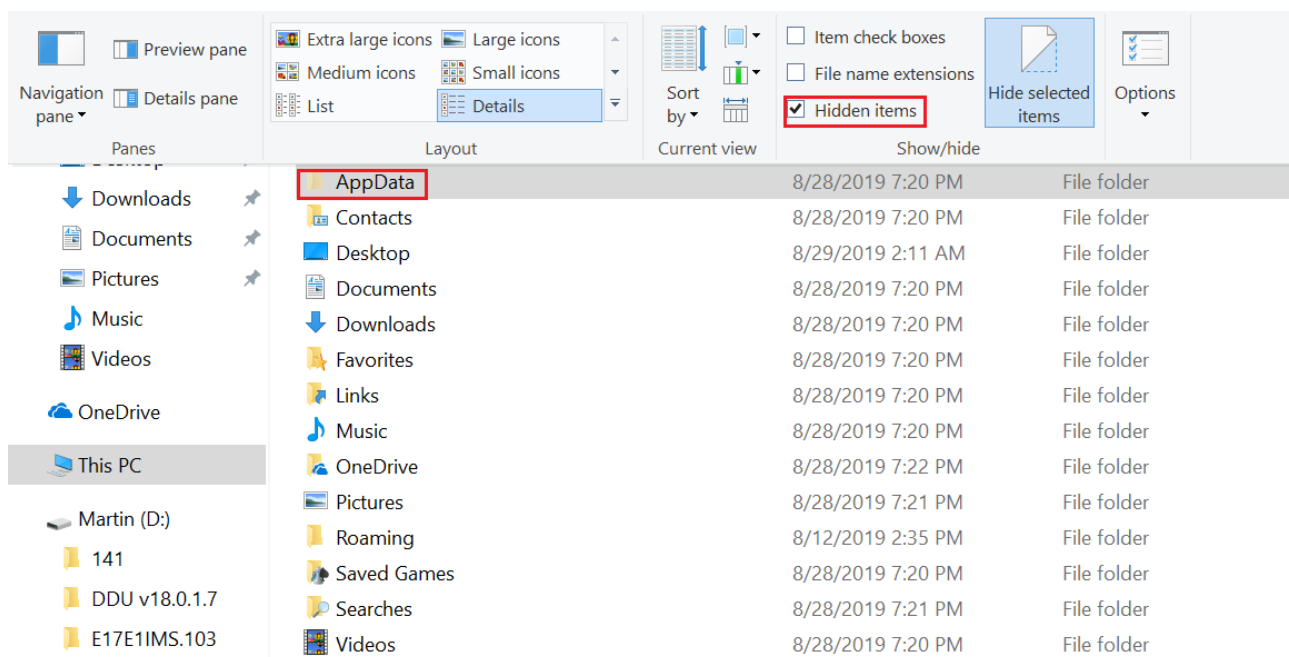 Navigation pane
Preview pane
Details pane
Panes
Extra large icons
Large icons
Medium icons
Small icons
List
Details
Layout
Sort by
Current view
Item check boxes
File name extensions
Hidden items
Hide selected items
Show/hide
Options
Downloads
Documents
Pictures
Music
Videos
OneDrive
This PC
Martin (D:)
141
DDU v18.0.1.7
E17E1IMS.103
AppData 8/28/2019 7:20 PM File folder
Contacts 8/28/2019 7:20 PM File folder
Desktop 8/29/2019 2:11 AM File folder
Documents 8/28/2019 7:20 PM File folder
Downloads 8/28/2019 7:20 PM File folder
Favorites 8/28/2019 7:20 PM File folder
Links 8/28/2019 7:20 PM File folder
Music 8/28/2019 7:20 PM File folder
OneDrive 8/28/2019 7:22 PM File folder
Pictures 8/28/2019 7:21 PM File folder
Roaming 8/12/2019 2:35 PM File folder
Saved Games 8/28/2019 7:20 PM File folder
Searches 8/28/2019 7:21 PM File folder
Videos 8/28/2019 7:20 PM File folder